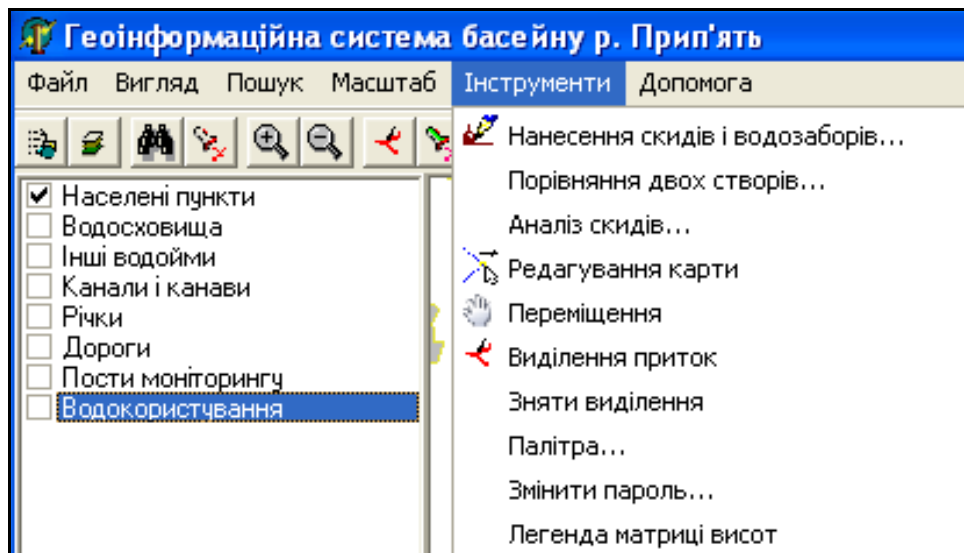 Геоінформаційна система басейну р. Прип'ять
Файл Вигляд Пошук Масштаб Інструменти Допомога
Населені пункти
Водосховища
Інші водойми
Канали і канави
Річки
Дороги
Пости моніторингу
Водокористування
Нанесення скидів і водозаборів...
Порівняння двох створів...
Аналіз скидів...
Редагування карти
Переміщення
Виділення приток
Зняти виділення
Палітра...
Змінити пароль...
Легенда матриці висот